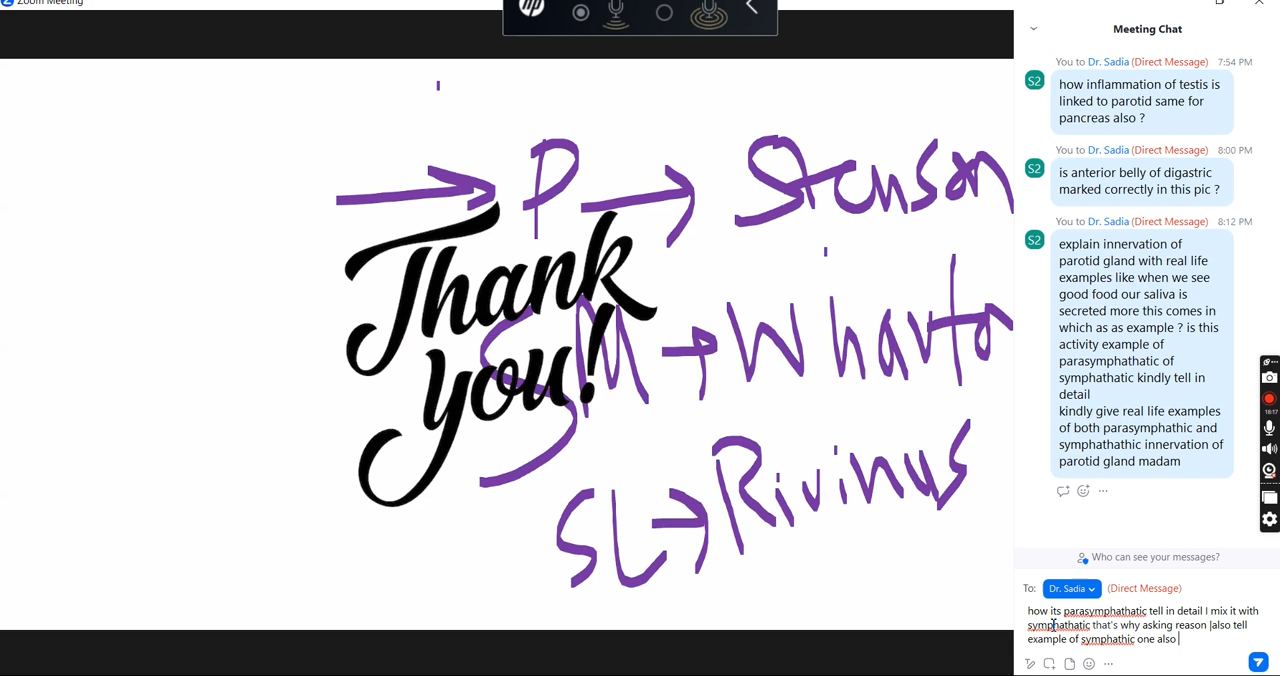 Zoom Meeting
hp
P → Stenson
Thank
SM → Wharto
you!
SL → Rivinus
Meeting Chat
You to Dr. Sadia (Direct Message) 7:54 PM
S2
how inflammation of testis is
linked to parotid same for
pancreas also ?
You to Dr. Sadia (Direct Message) 8:00 PM
S2
is anterior belly of digastric
marked correctly in this pic ?
You to Dr. Sadia (Direct Message) 8:12 PM
S2
explain innervation of
parotid gland with real life
examples like when we see
good food our saliva is
secreted more this comes in
which as as example ? is this
activity example of
parasymphathatic of
symphathatic kindly tell in
detail
kindly give real life examples
of both parasymphathic and
symphathathic innervation of
parotid gland madam
Who can see your messages?
To: Dr. Sadia (Direct Message)
how its parasymphathatic tell in detail I mix it with
symphathatic that's why asking reason also tell
example of symphathic one also
18:17